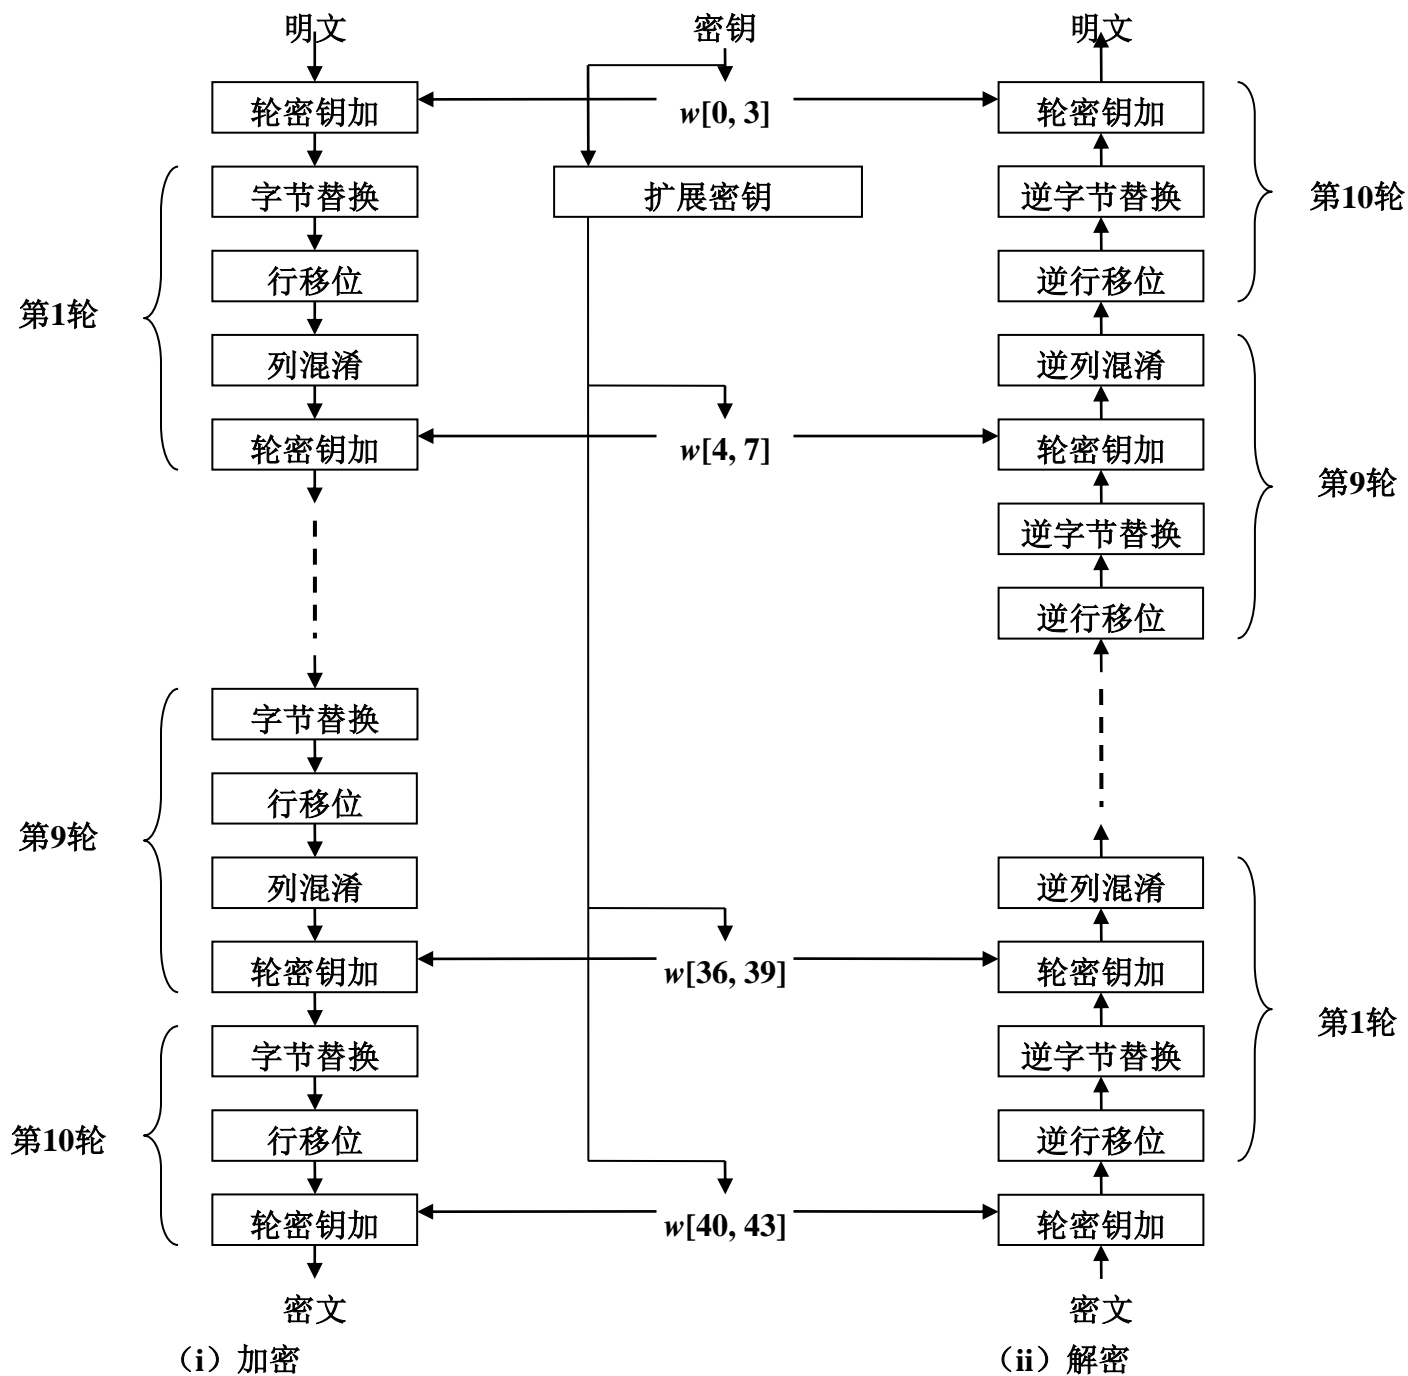 明文
密钥
明文
轮密钥加
w[0, 3]
轮密钥加
字节替换
扩展密钥
逆字节替换
第10轮
行移位
逆行移位
第1轮
列混淆
逆列混淆
轮密钥加
w[4, 7]
轮密钥加
第9轮
逆字节替换
逆行移位
字节替换
行移位
第9轮
列混淆
逆列混淆
轮密钥加
w[36, 39]
轮密钥加
第1轮
字节替换
逆字节替换
第10轮
行移位
逆行移位
轮密钥加
w[40, 43]
轮密钥加
密文
密文
（i）加密
（ii）解密